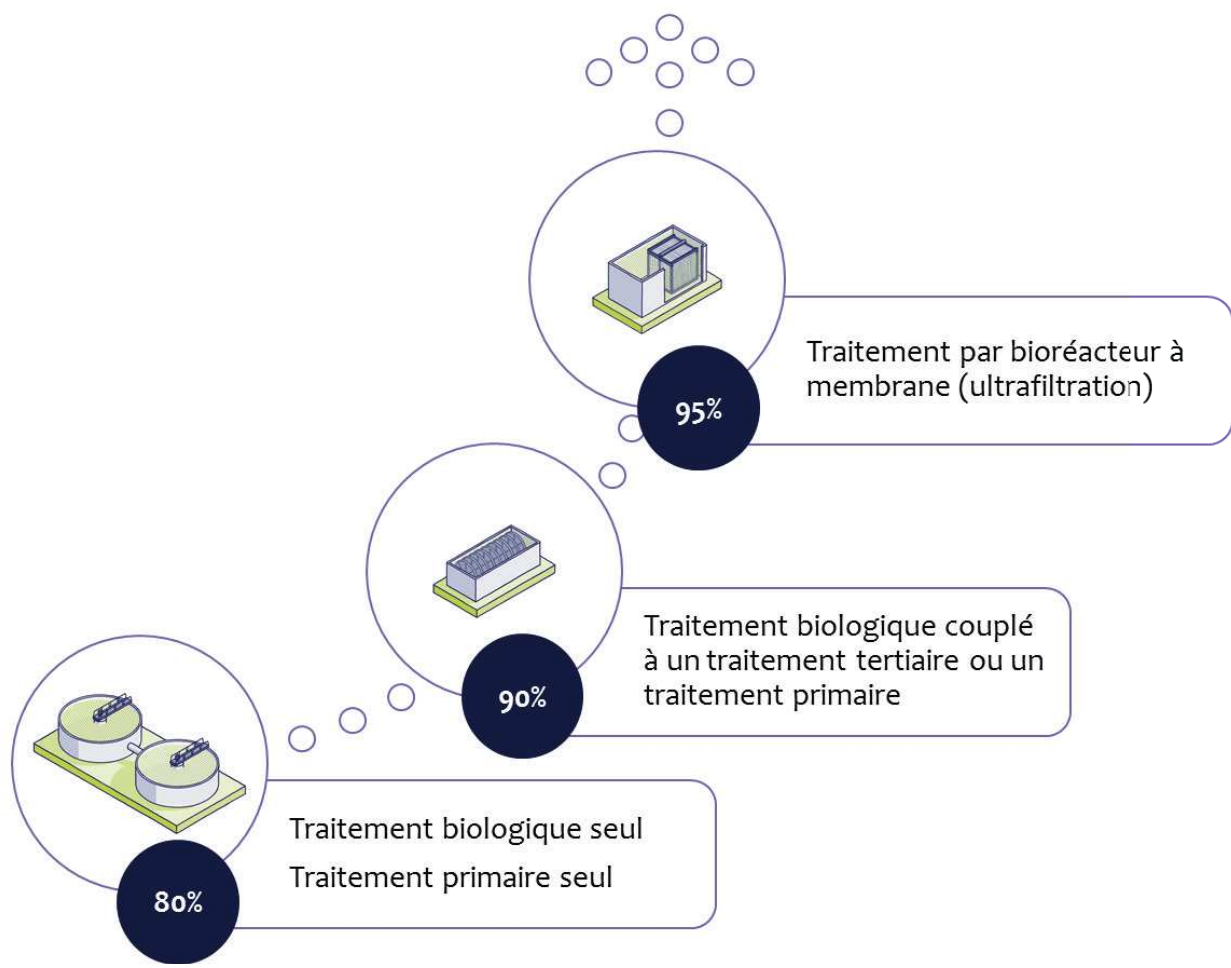 Traitement par bioréacteur à
membrane (ultrafiltration)
95%
Traitement biologique couplé
à un traitement tertiaire ou un
traitement primaire
90%
Traitement biologique seul
Traitement primaire seul
80%